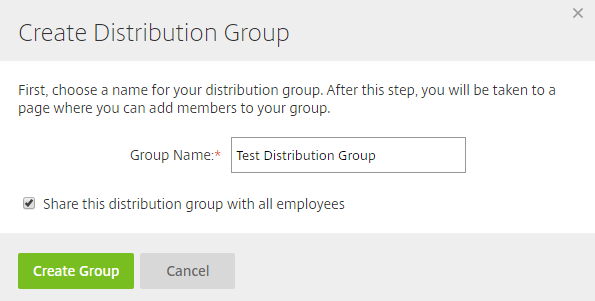 Create Distribution Group
First, choose a name for your distribution group. After this step, you will be taken to a
page where you can add members to your group.
Group Name:* Test Distribution Group
Share this distribution group with all employees
Create Group Cancel